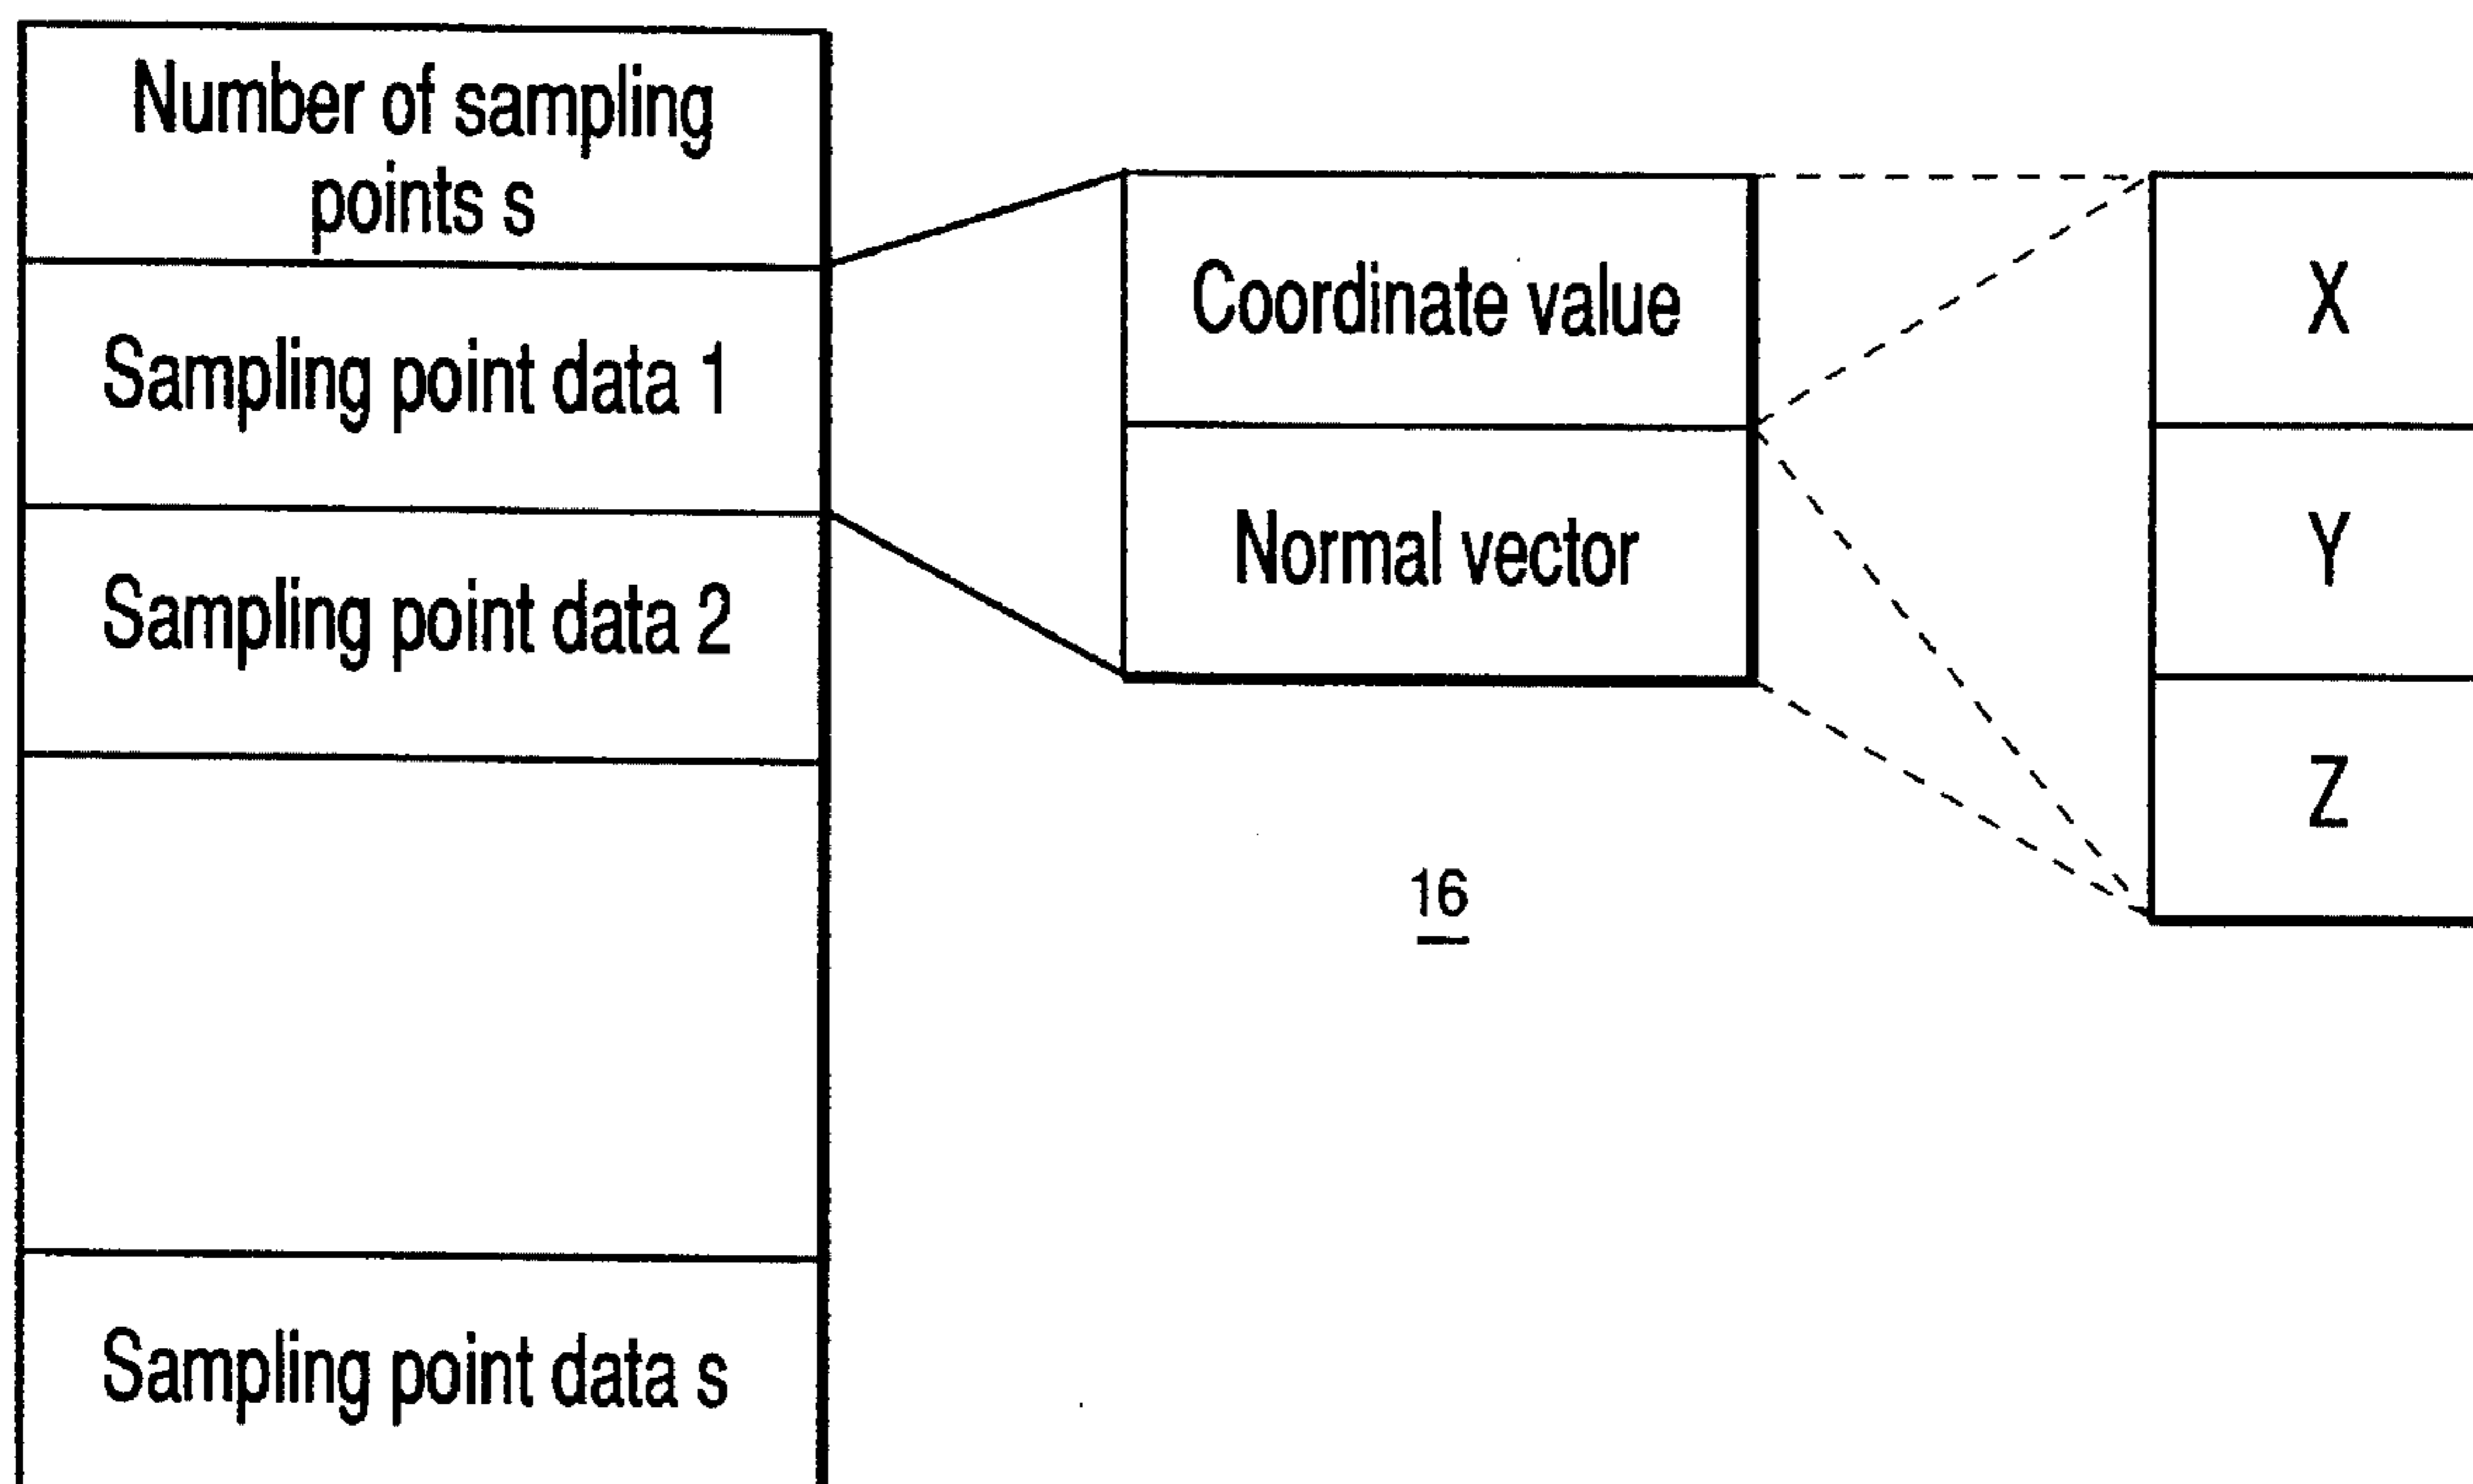 Number of sampling
points s
Sampling point data 1
Sampling point data 2
Sampling point data s
Coordinate value
Normal vector
X
Y
Z
16